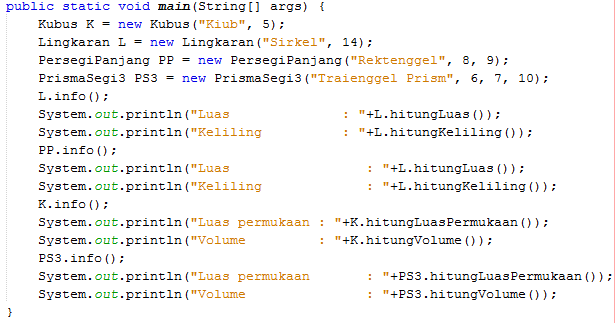 public static void main(String[] args) {
    Kubus K = new Kubus("Kiub", 5);
    Lingkaran L = new Lingkaran("Sirkel", 14);
    PersegiPanjang PP = new PersegiPanjang("Rektenggel", 8, 9);
    PrismaSegi3 PS3 = new PrismaSegi3("Traienggel Prism", 6, 7, 10);
    L.info();
    System.out.println("Luas              : "+L.hitungLuas());
    System.out.println("Keliling          : "+L.hitungKeliling());
    PP.info();
    System.out.println("Luas                 : "+L.hitungLuas());
    System.out.println("Keliling             : "+L.hitungKeliling());
    K.info();
    System.out.println("Luas permukaan : "+K.hitungLuasPermukaan());
    System.out.println("Volume         : "+K.hitungVolume());
    PS3.info();
    System.out.println("Luas permukaan       : "+PS3.hitungLuasPermukaan());
    System.out.println("Volume               : "+PS3.hitungVolume());
}